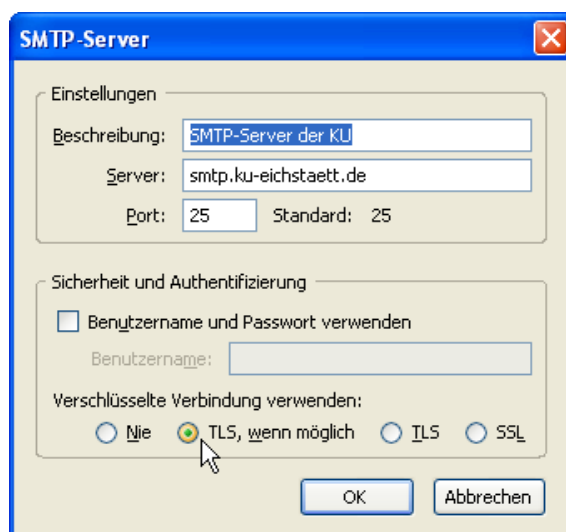 SMTP-Server
Einstellungen
Beschreibung: SMTP-Server der KU
Server: smtp.ku-eichstaett.de
Port: 25 Standard: 25
Sicherheit und Authentifizierung
Benutzername und Passwort verwenden
Benutzername:
Verschlüsselte Verbindung verwenden:
Nie TLS, wenn möglich TLS SSL
OK Abbrechen